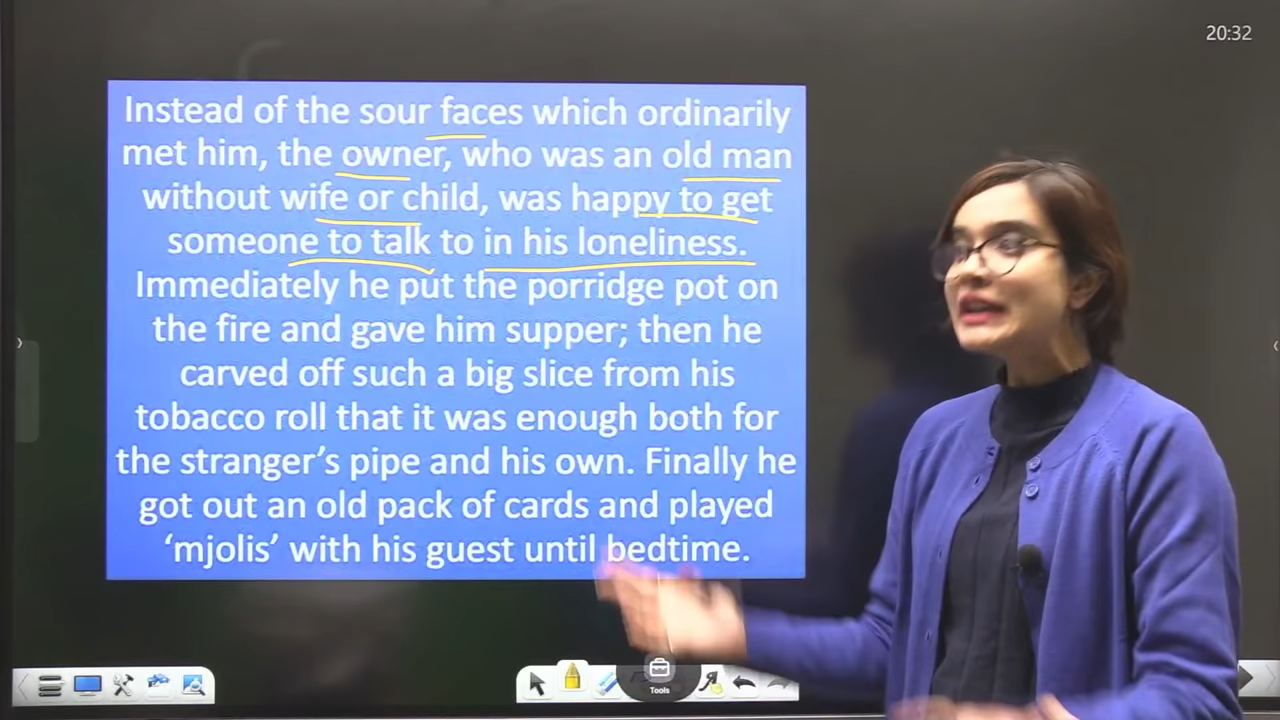 20:32
Instead of the sour faces which ordinarily
met him, the owner, who was an old man
without wife or child, was happy to get
someone to talk to in his loneliness.
Immediately he put the porridge pot on
the fire and gave him supper; then he
carved off such a big slice from his
tobacco roll that it was enough both for
the stranger’s pipe and his own. Finally he
got out an old pack of cards and played
‘mjolis’ with his guest until bedtime.
Tools